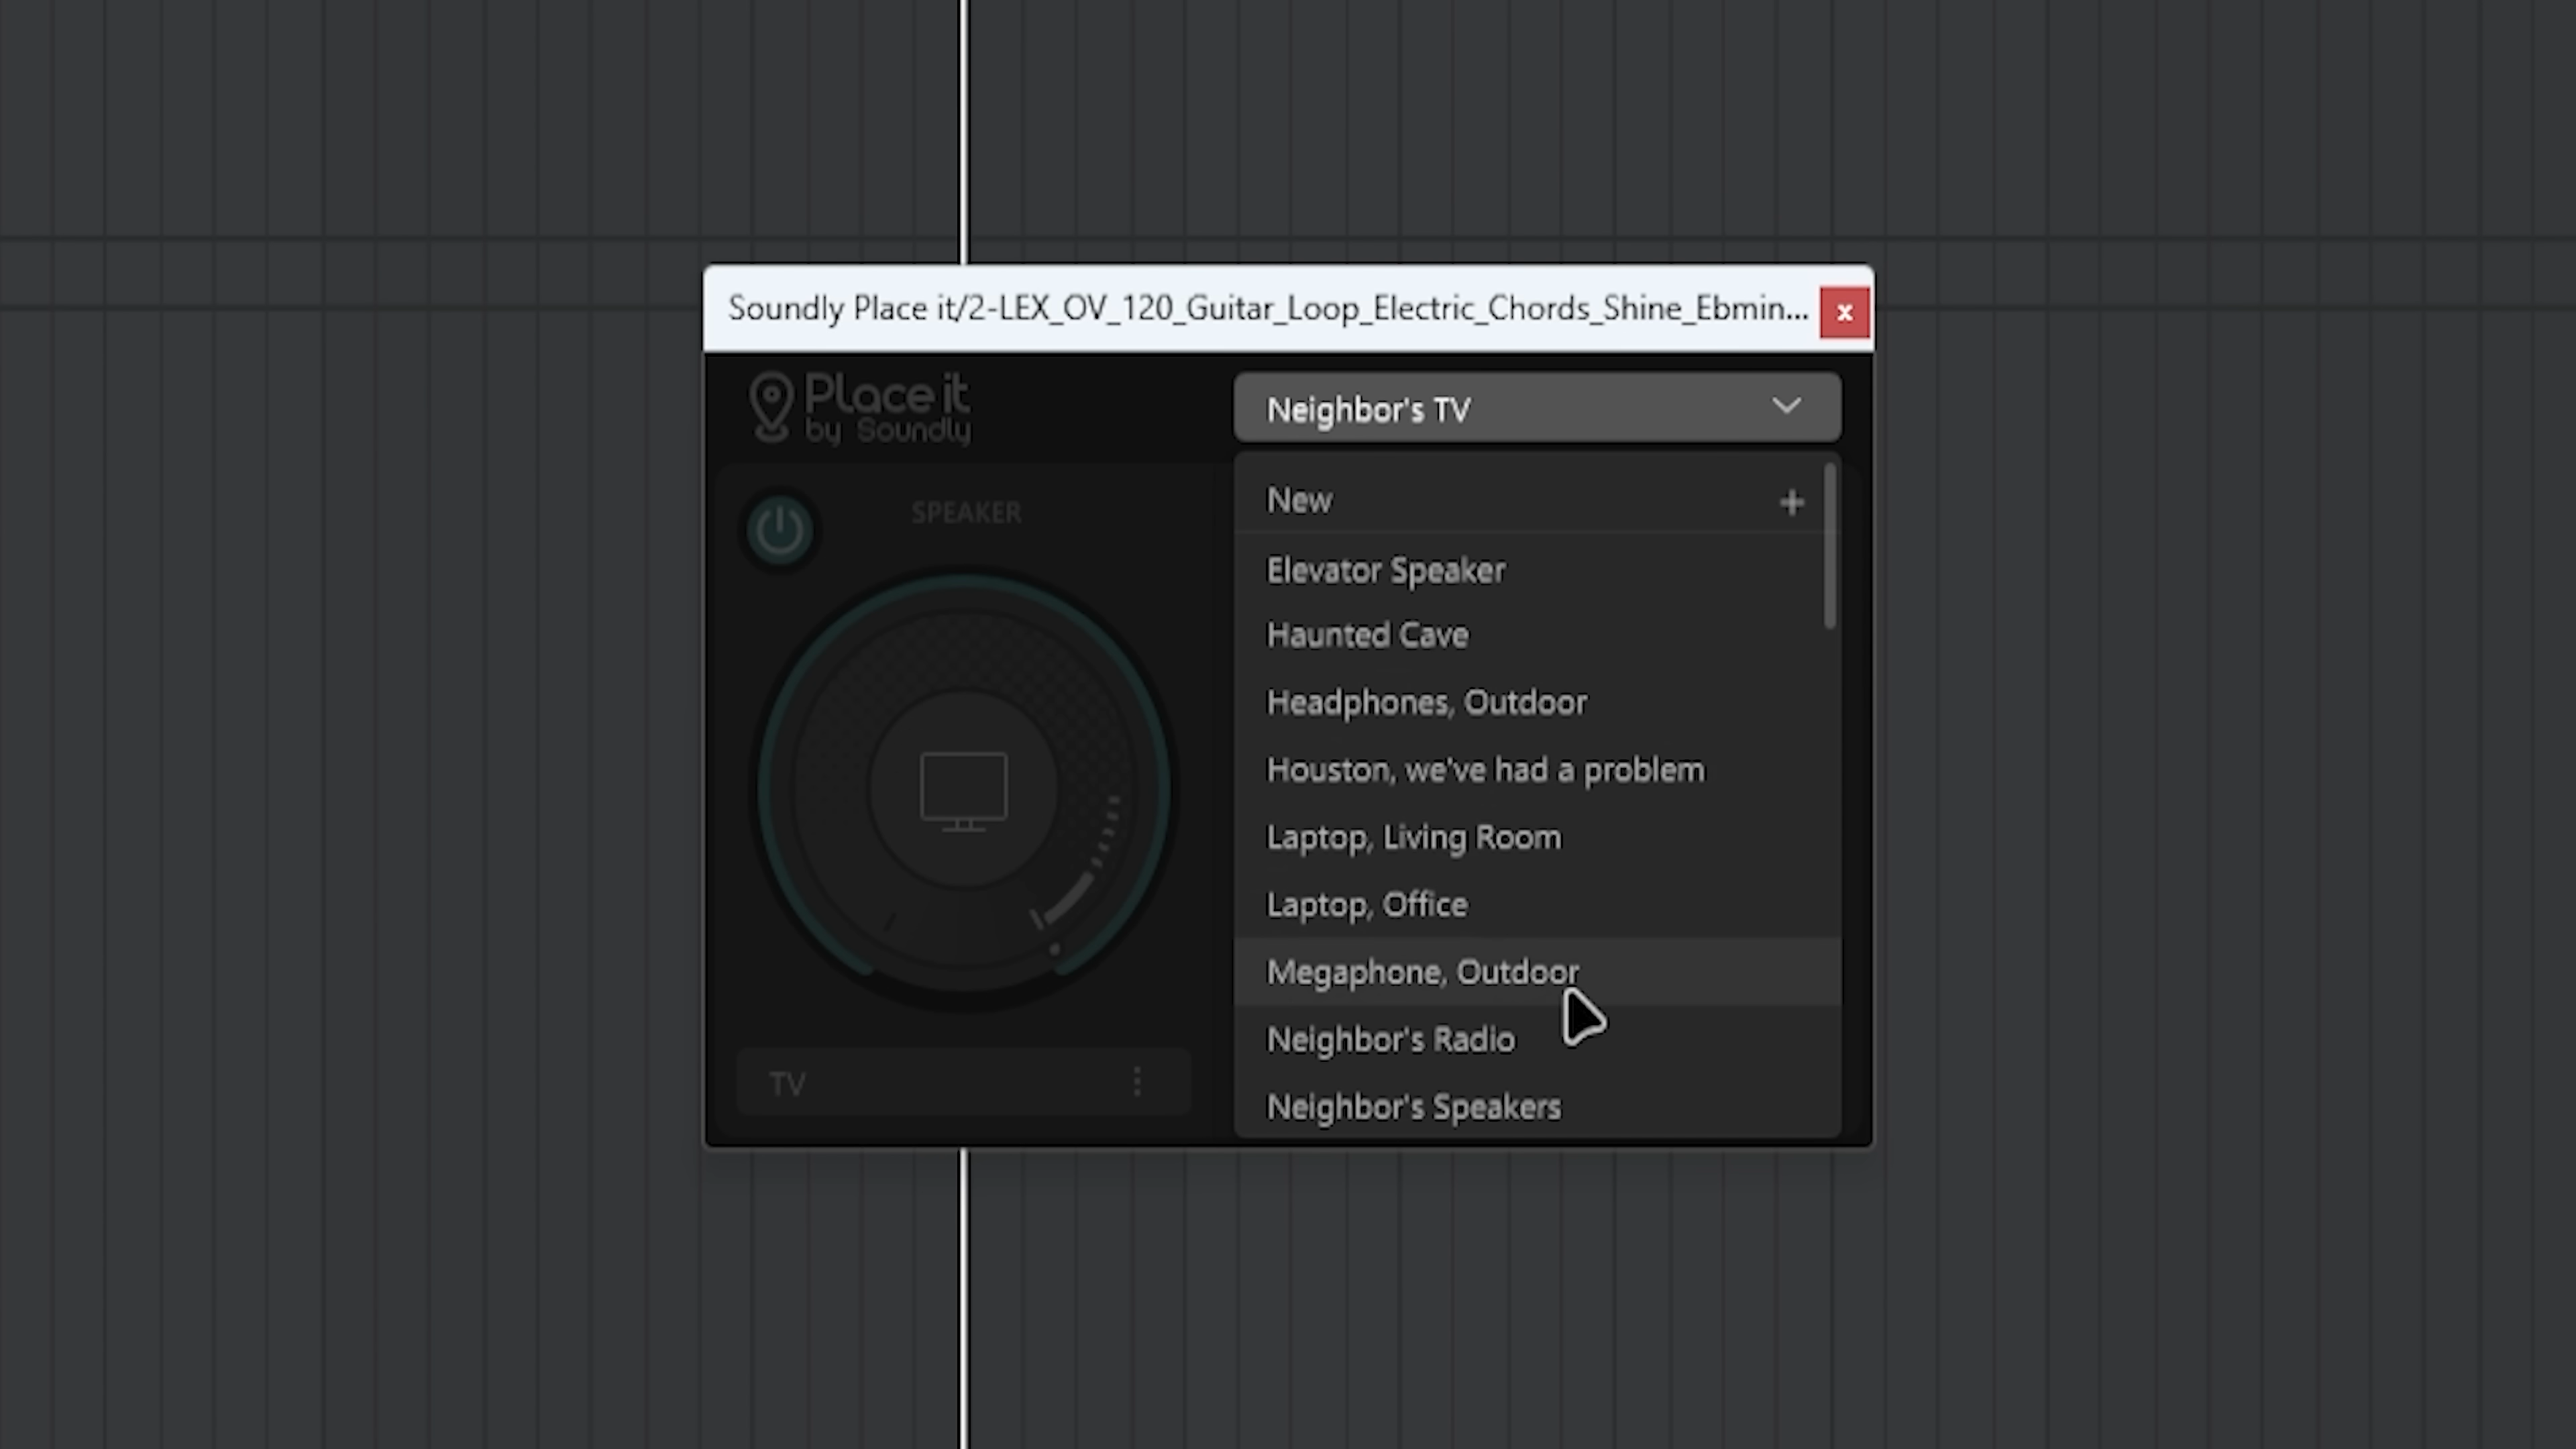 Soundly Place it/2-LEX_OV_120_Guitar_Loop_Electric_Chords_Shine_Ebmin...
x
Place it
by Soundly
Neighbor's TV
SPEAKER
TV
New
Elevator Speaker
Haunted Cave
Headphones, Outdoor
Houston, we've had a problem
Laptop, Living Room
Laptop, Office
Megaphone, Outdoor
Neighbor's Radio
Neighbor's Speakers